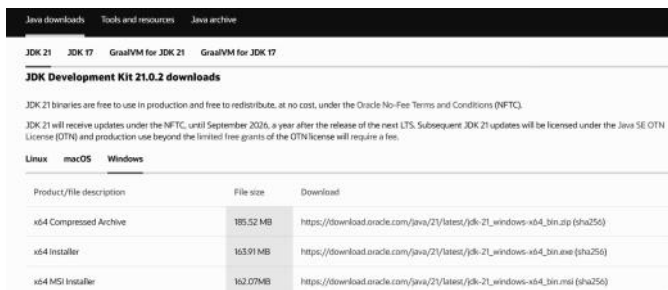 Java downloads Tools and resources Java archive
JDK 21 JDK 17 GraalVM for JDK 21 GraalVM for JDK 17
JDK Development Kit 21.0.2 downloads
JDK 21 binaries are free to use in production and free to redistribute, at no cost, under the Oracle No-Fee Terms and Conditions (NFTC).
JDK 21 will receive updates under the NFTC, until September 2026, a year after the release of the next LTS. Subsequent JDK 21 updates will be licensed under the Java SE OTN
License (OTN) and production use beyond the limited free grants of the OTN license will require a fee.
Linux macOS Windows
Product/file description File size Download
x64 Compressed Archive 185.52 MB https://download.oracle.com/java/21/latest/jdk-21_windows-x64_bin.zip (sha256)
x64 Installer 163.91 MB https://download.oracle.com/java/21/latest/jdk-21_windows-x64_bin.exe (sha256)
x64 MSI Installer 162.07MB https://download.oracle.com/java/21/latest/jdk-21_windows-x64_bin.msi (sha256)